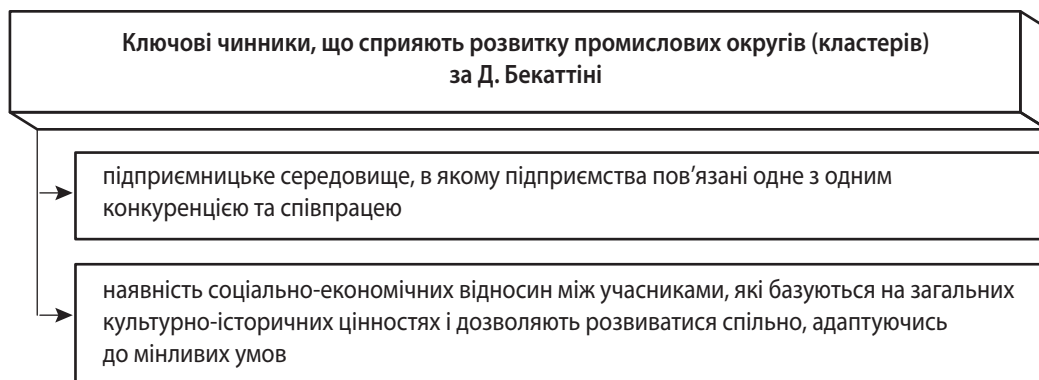 Ключові чинники, що сприяють розвитку промислових округів (кластерів)
за Д. Бекаттіні
підприємницьке середовище, в якому підприємства пов’язані одне з одним
конкуренцією та співпрацею
наявність соціально-економічних відносин між учасниками, які базуються на загальних
культурно-історичних цінностях і дозволяють розвиватися спільно, адаптуючись
до мінливих умов